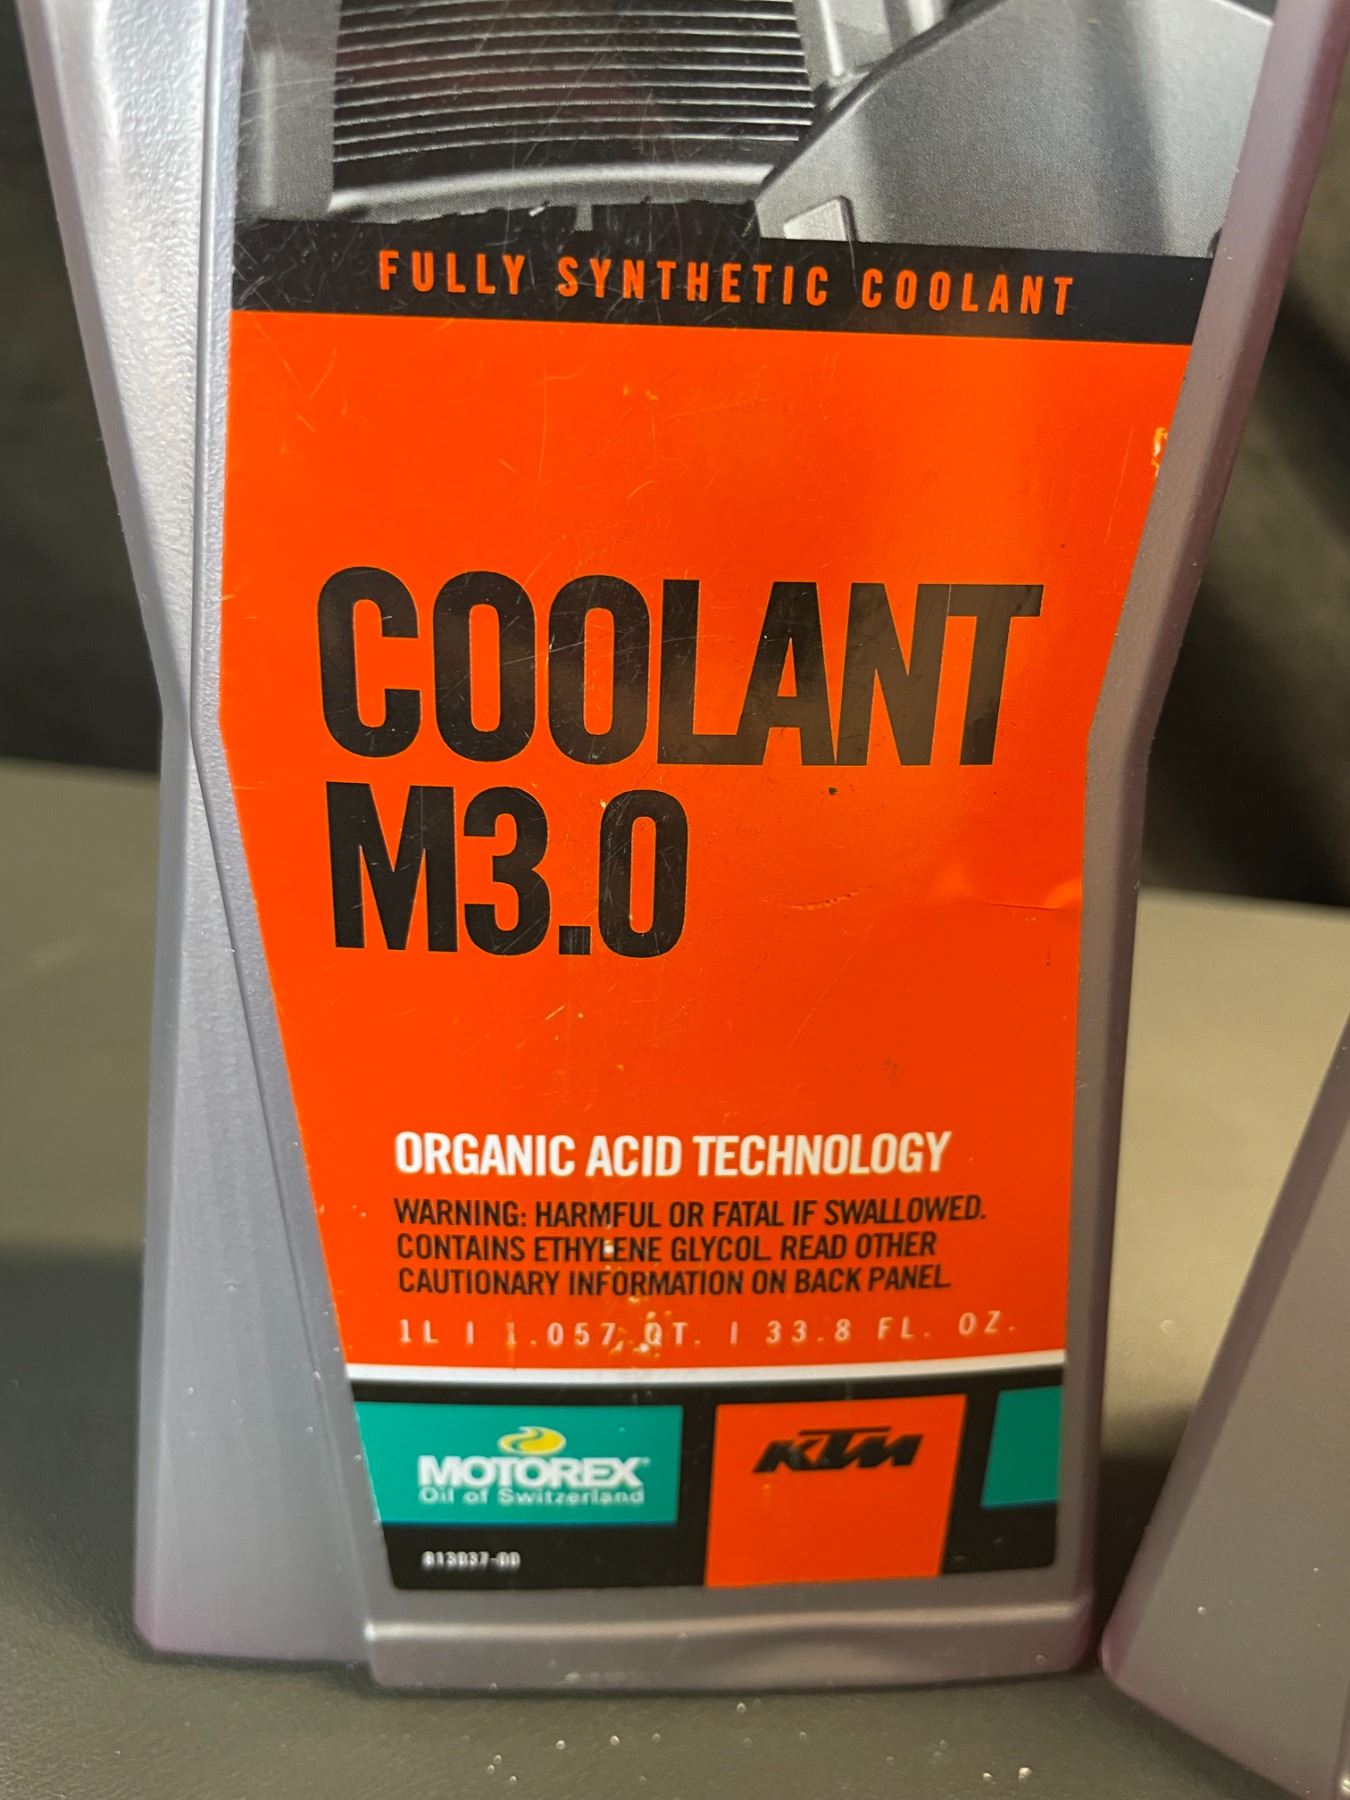 FULLY SYNTHETIC COOLANT
COOLANT
M3.0
ORGANIC ACID TECHNOLOGY
WARNING: HARMFUL OR FATAL IF SWALLOWED.
CONTAINS ETHYLENE GLYCOL. READ OTHER
CAUTIONARY INFORMATION ON BACK PANEL.
1L | 1.057 QT. | 33.8 FL. OZ.
MOTOREX
Oil of Switzerland
KTM
813037-00